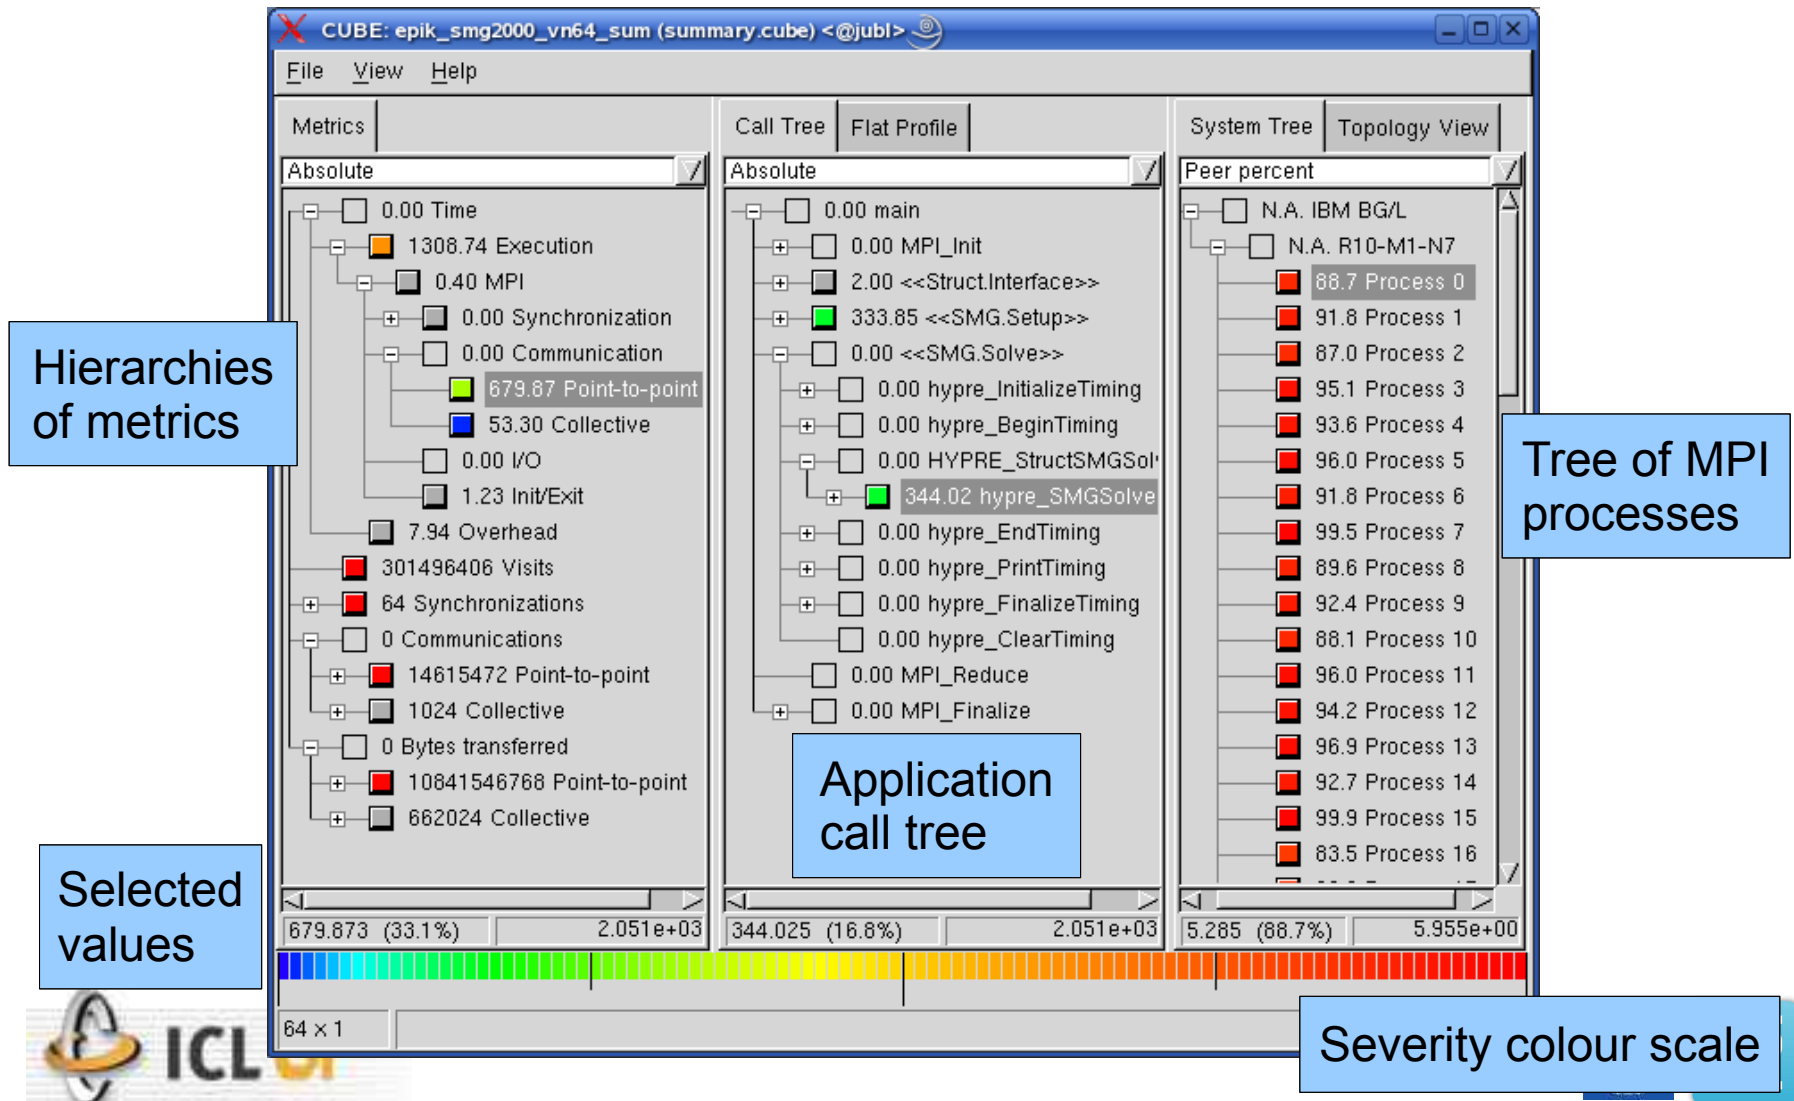 CUBE: epik_smg2000_vn64_sum (summary.cube) <@jubl>
File View Help
Metrics
Absolute
0.00 Time
1308.74 Execution
0.40 MPI
0.00 Synchronization
0.00 Communication
679.87 Point-to-point
53.30 Collective
0.00 I/O
1.23 Init/Exit
7.94 Overhead
301496406 Visits
64 Synchronizations
0 Communications
14615472 Point-to-point
1024 Collective
0 Bytes transferred
10841546768 Point-to-point
662024 Collective
679.873 (33.1%) 2.051e+03
Call Tree Flat Profile
Absolute
0.00 main
0.00 MPI_Init
2.00 <<Struct.Interface>>
333.85 <<SMG.Setup>>
0.00 <<SMG.Solve>>
0.00 hypre_InitializeTiming
0.00 hypre_BeginTiming
0.00 HYPRE_StructSMGSol
344.02 hypre_SMGSolve
0.00 hypre_EndTiming
0.00 hypre_PrintTiming
0.00 hypre_FinalizeTiming
0.00 hypre_ClearTiming
0.00 MPI_Reduce
0.00 MPI_Finalize
344.025 (16.8%) 2.051e+03
System Tree Topology View
Peer percent
N.A. IBM BG/L
N.A. R10-M1-N7
88.7 Process 0
91.8 Process 1
87.0 Process 2
95.1 Process 3
93.6 Process 4
96.0 Process 5
91.8 Process 6
99.5 Process 7
89.6 Process 8
92.4 Process 9
88.1 Process 10
96.0 Process 11
94.2 Process 12
96.9 Process 13
92.7 Process 14
99.9 Process 15
83.5 Process 16
5.285 (88.7%) 5.955e+00
64 x 1
Hierarchies
of metrics
Selected
values
Application
call tree
Tree of MPI
processes
Severity colour scale
ICL